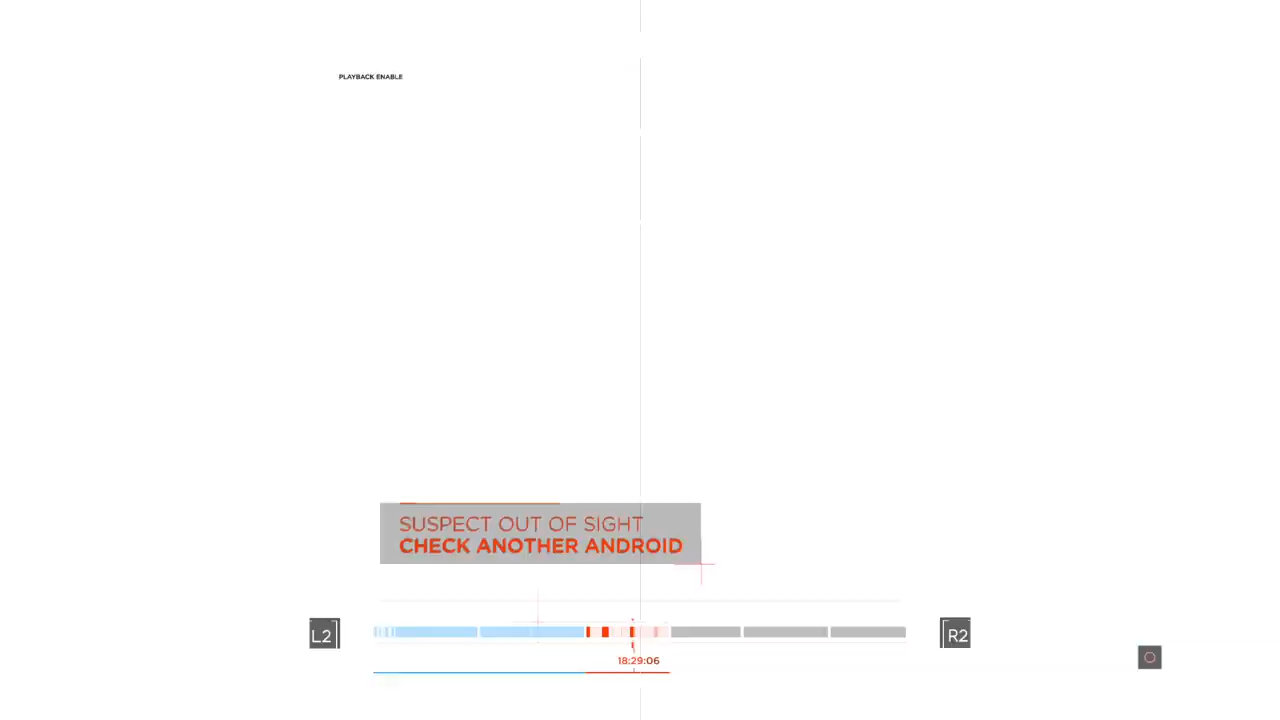 PLAYBACK ENABLE
SUSPECT OUT OF SIGHT
CHECK ANOTHER ANDROID
L2
R2
18:29:06